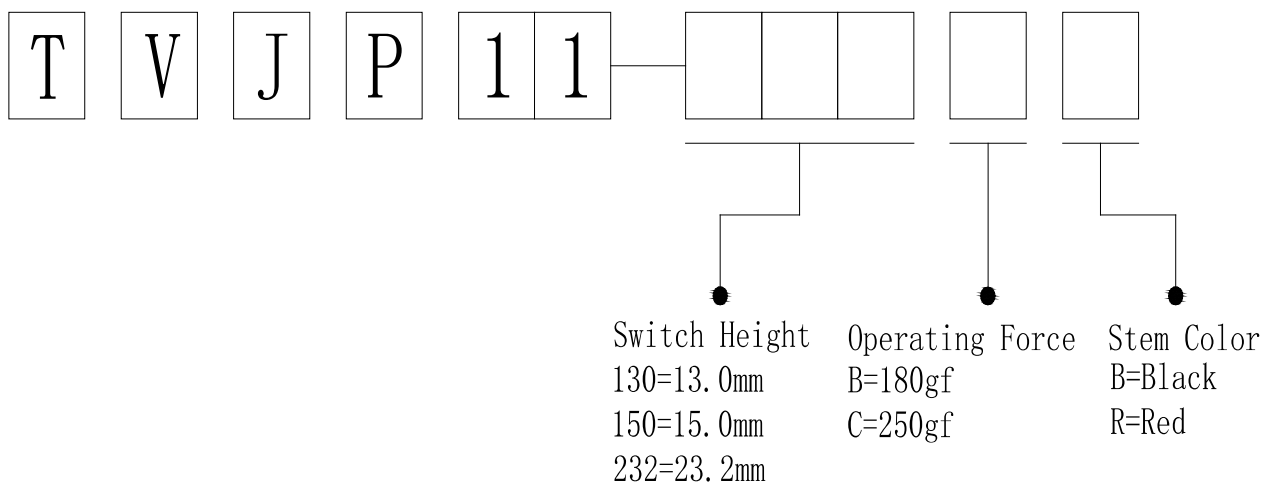 T V J P 1 1
Switch Height
130=13.0mm
150=15.0mm
232=23.2mm
Operating Force
B=180gf
C=250gf
Stem Color
B=Black
R=Red